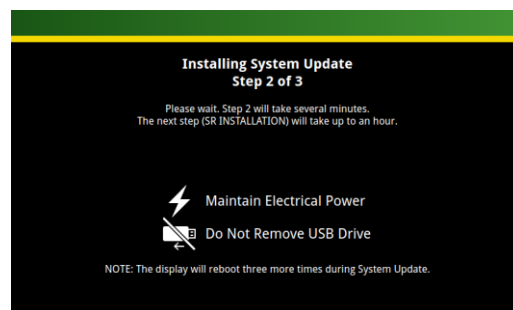 Installing System Update
Step 2 of 3
Please wait. Step 2 will take several minutes.
The next step (SR INSTALLATION) will take up to an hour.
Maintain Electrical Power
Do Not Remove USB Drive
NOTE: The display will reboot three more times during System Update.